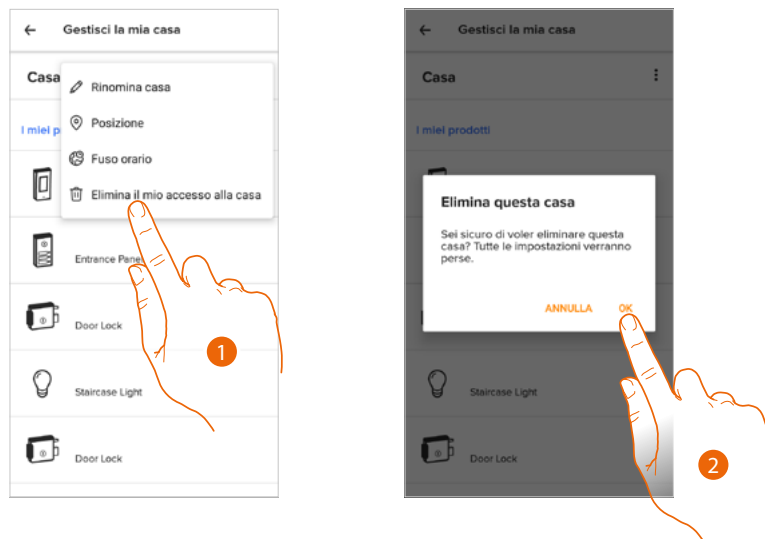 Gestisci la mia casa
Casa
Rinomina casa
I miei p
Posizione
Fuso orario
Elimina il mio accesso alla casa
Entrance Panel
Door Lock
1
Staircase Light
Door Lock
Gestisci la mia casa
Casa
I miei prodotti
Elimina questa casa
Sei sicuro di voler eliminare questa
casa? Tutte le impostazioni verranno
perse.
ANNULLA OK
Staircase Light
Door Lock
2